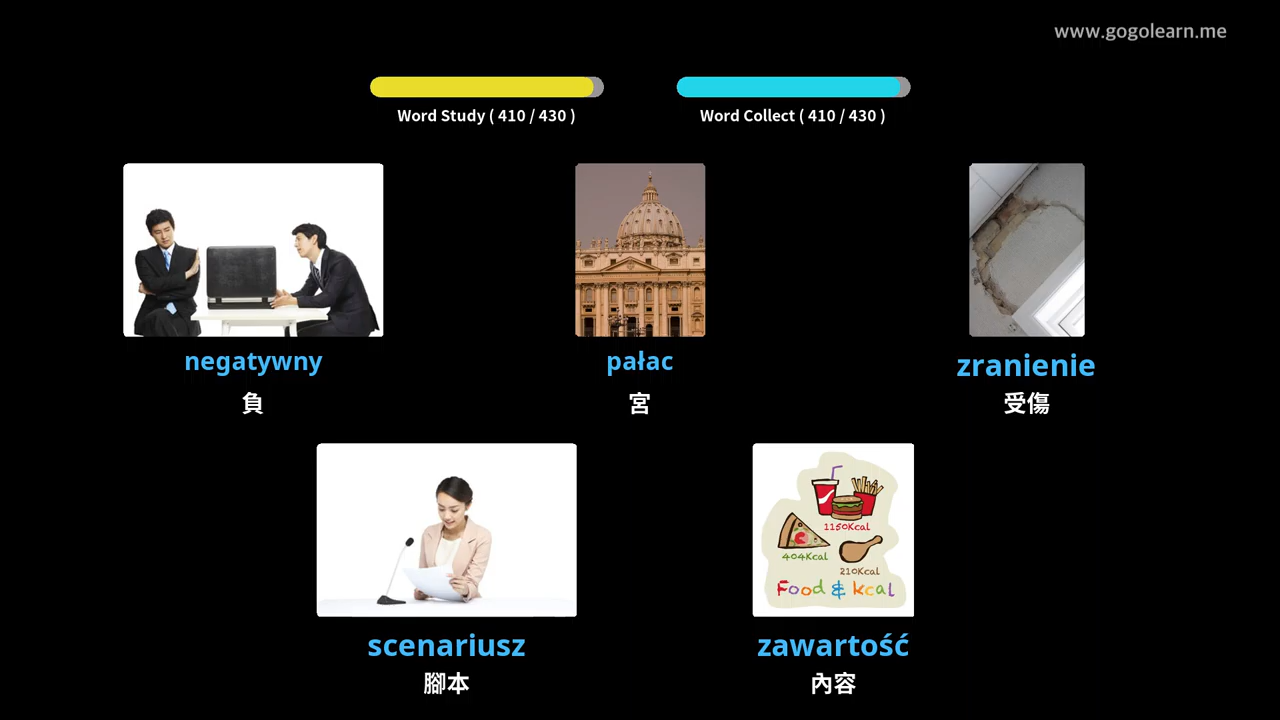 www.gogolearn.me
Word Study ( 410 / 430 )
Word Collect ( 410 / 430 )
negatywny
負
pałac
宮
zranienie
受傷
scenariusz
腳本
1150Kcal
404Kcal
210Kcal
Food & kcal
zawartość
內容